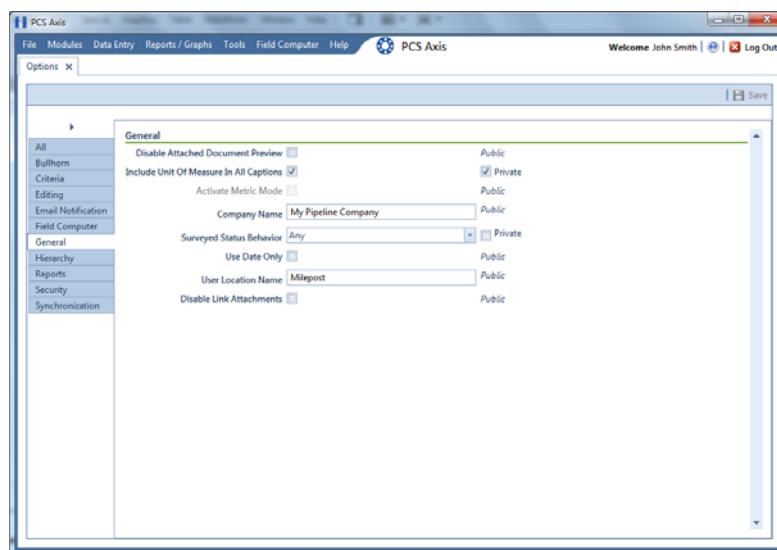 PCS Axis
File Modules Data Entry Reports / Graphs Tools Field Computer Help PCS Axis Welcome John Smith | Log Out
Options
Save
All
Bullhorn
Criteria
Editing
Email Notification
Field Computer
General
Hierarchy
Reports
Security
Synchronization
General
Disable Attached Document Preview Public
Include Unit Of Measure In All Captions Private
Activate Metric Mode Public
Company Name My Pipeline Company Public
Surveyed Status Behavior Any Private
Use Date Only Public
User Location Name Milepost Public
Disable Link Attachments Public